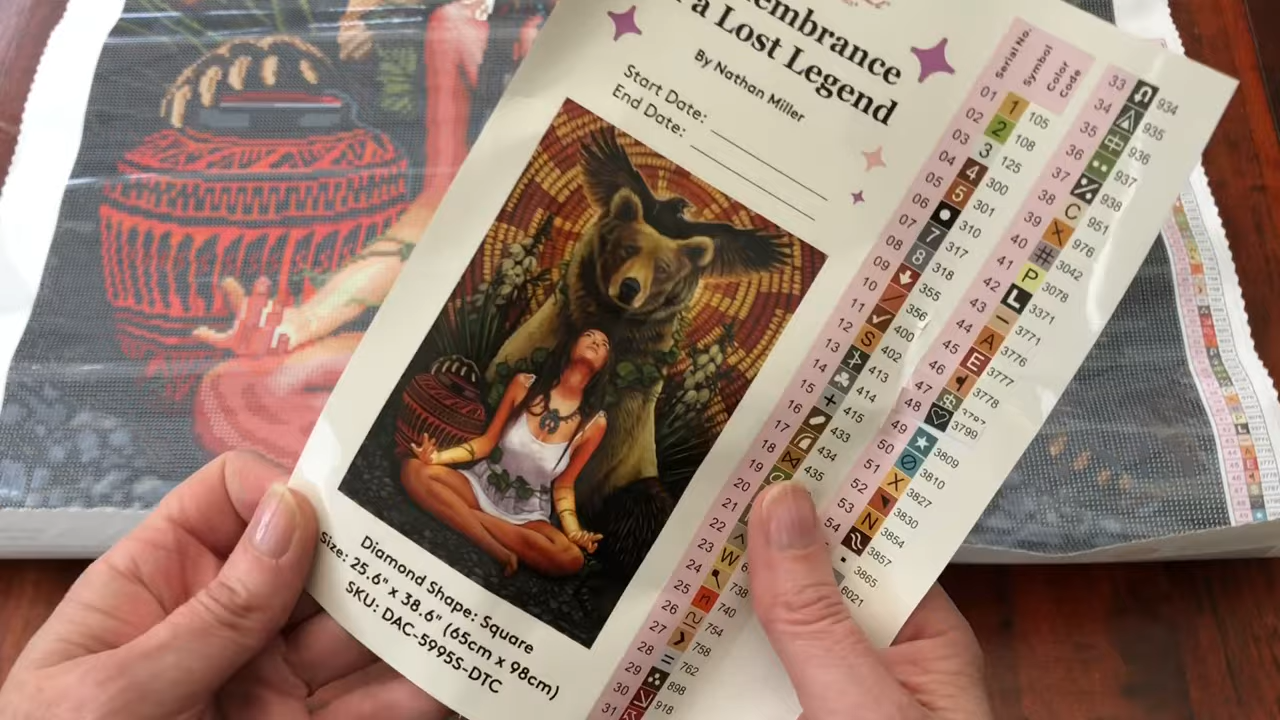 a Lost Legend
By Nathan Miller
Start Date:
End Date:
Diamond Shape: Square
Size: 25.6" x 38.6" (65cm x 98cm)
SKU: DAC-5995S-DTC
Serial No. Symbol Color Code
01 1 105
02 2 108
03 3 125
04 4 300
05 5 301
06 310
07 7 317
08 8 318
09 355
10 356
11 400
12 S 402
13 413
14 414
15 + 415
16 433
17 434
18 435
19
20
21
22
23 W
24 738
25 n 740
26 754
27 758
28 = 762
29 898
30 918
31
33 934
34 935
35 936
36 937
37 938
38 C 951
39 X 976
40 # 3042
41 P 3078
42 L 3371
43 3771
44 A 3776
45 E 3777
46 3778
47 $
48 ♡ 3799
49 ★ 3809
50 3810
51 X 3827
52 3830
53 N 3854
54 3857
3865
6021